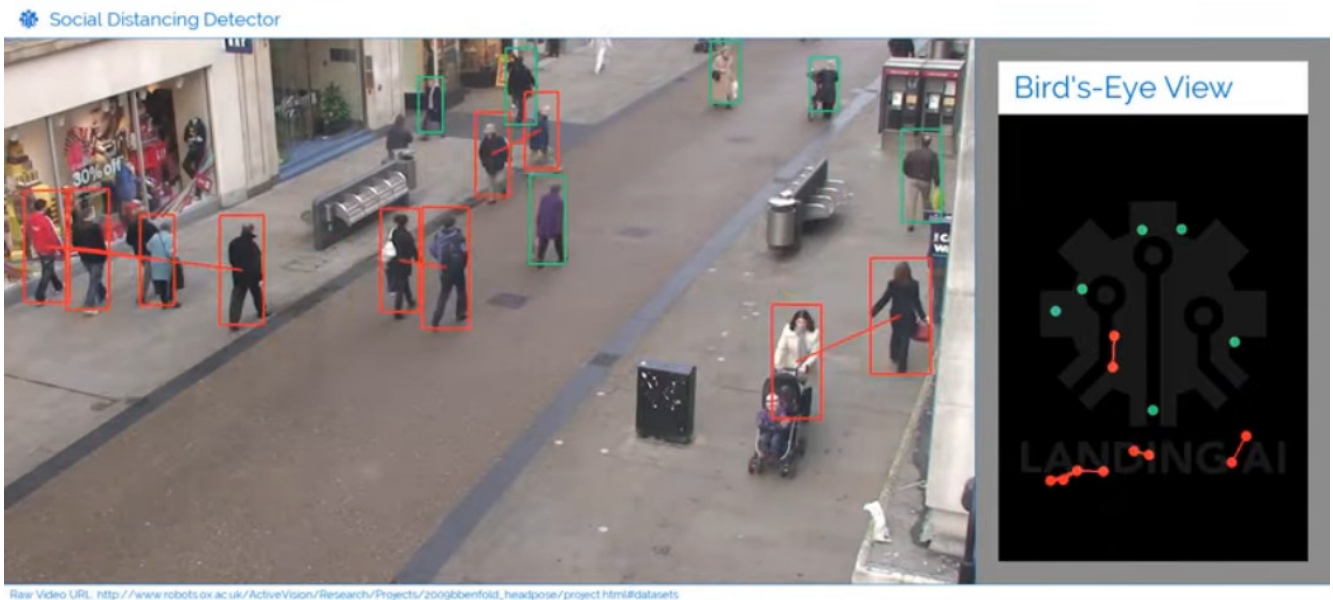 Social Distancing Detector
Bird's-Eye View
30% off
LANDING AI
Raw Video URL: http://www.robots.ox.ac.uk/ActiveVision/Research/Projects/2009bbenfold_headpose/project.html#datasets